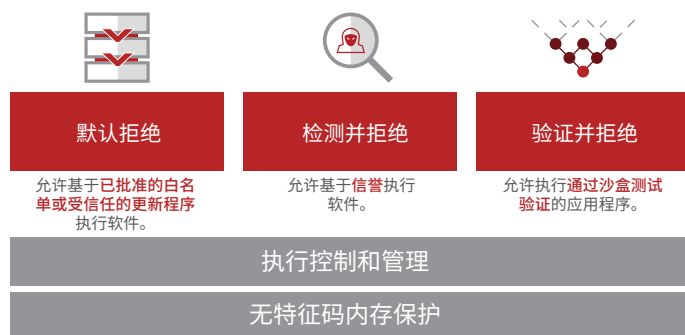 默认拒绝
检测并拒绝
验证并拒绝
允许基于已批准的白名
单或受信任的更新程序
执行软件。
允许基于信誉执行
软件。
允许执行通过沙盒测试
验证的应用程序。
执行控制和管理
无特征码内存保护